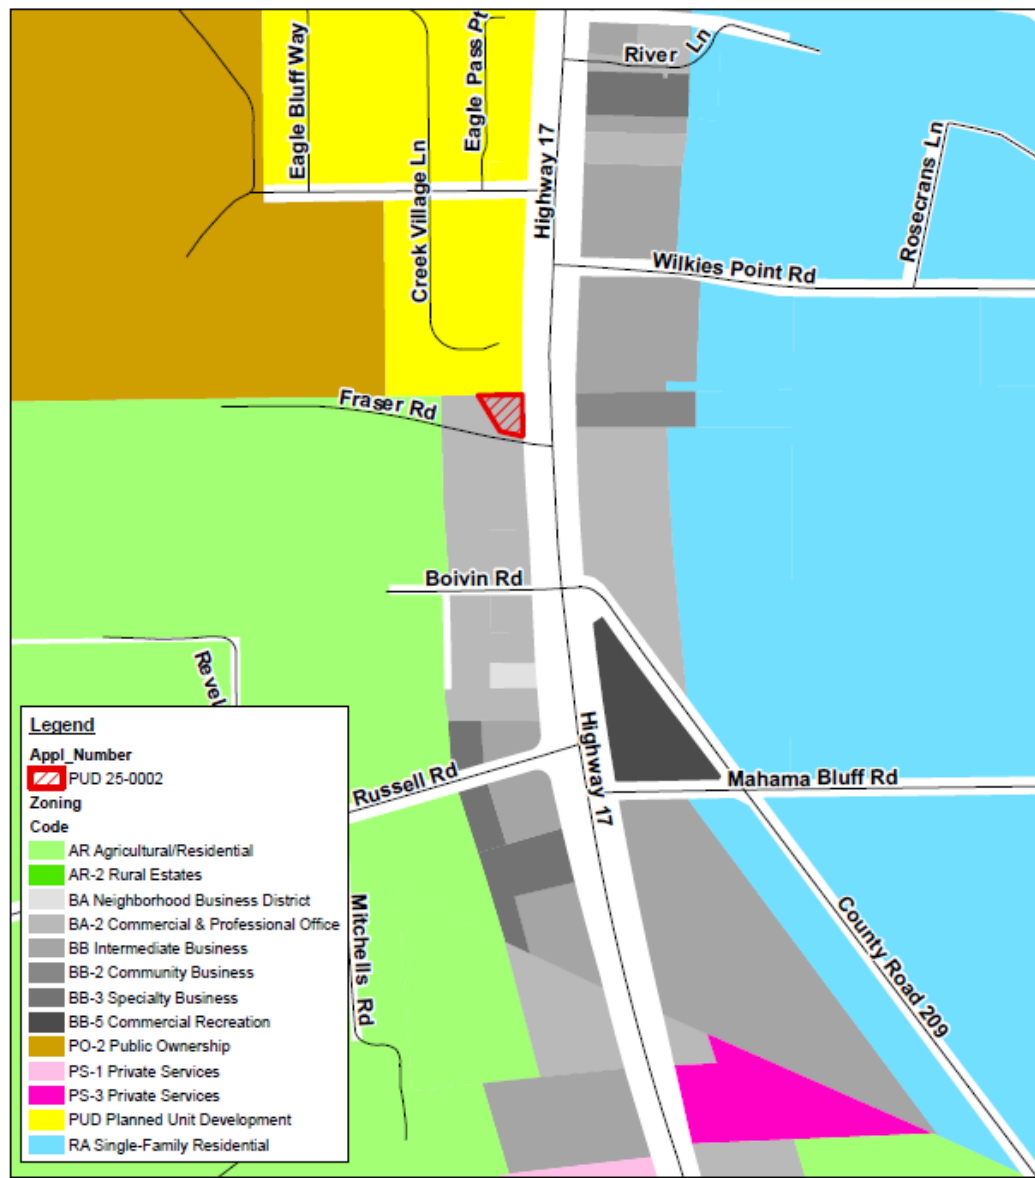 River Ln
Eagle Bluff Way
Eagle Pass Pt
Creek Village Ln
Highway 17
Rosecrans Ln
Wilkies Point Rd
Fraser Rd
Boivin Rd
Revel
Highway 17
Mahama Bluff Rd
Russell Rd
Mitchells Rd
County Road 209
Legend
Appl_Number
PUD 25-0002
Zoning
Code
AR Agricultural/Residential
AR-2 Rural Estates
BA Neighborhood Business District
BA-2 Commercial & Professional Office
BB Intermediate Business
BB-2 Community Business
BB-3 Specialty Business
BB-5 Commercial Recreation
PO-2 Public Ownership
PS-1 Private Services
PS-3 Private Services
PUD Planned Unit Development
RA Single-Family Residential